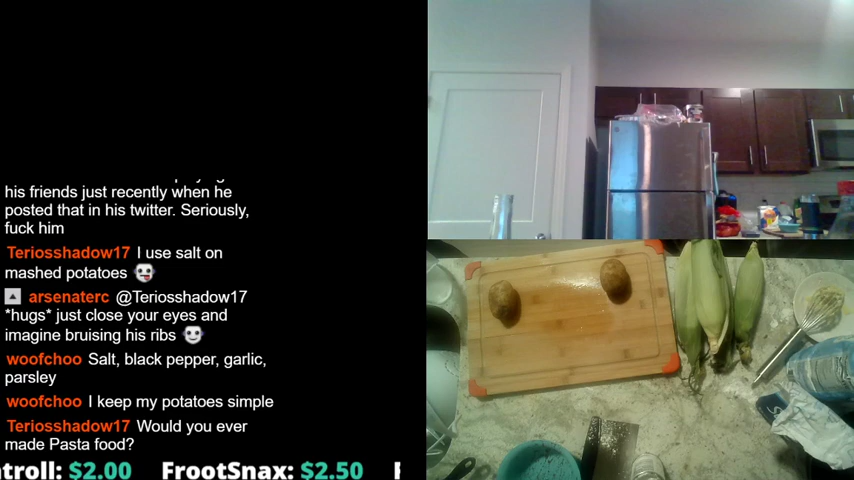 his friends just recently when he
posted that in his twitter. Seriously,
fuck him
Teriosshadow17 I use salt on
mashed potatoes
arsenaterc @Teriosshadow17
*hugs* just close your eyes and
imagine bruising his ribs
woofchoo Salt, black pepper, garlic,
parsley
woofchoo I keep my potatoes simple
Teriosshadow17 Would you ever
made Pasta food?
troll: $2.00 FrootSnax: $2.50